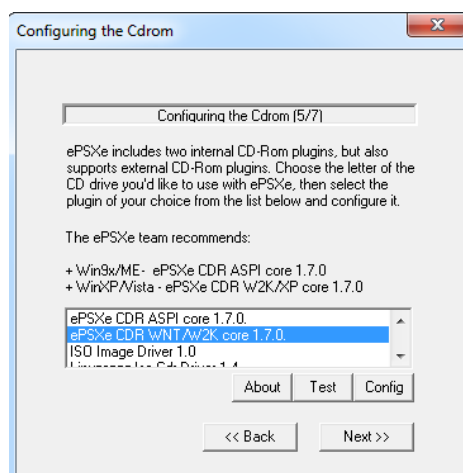 Configuring the Cdrom
Configuring the Cdrom (5/7)
ePSXe includes two internal CD-Rom plugins, but also
supports external CD-Rom plugins. Choose the letter of the
CD drive you'd like to use with ePSXe, then select the
plugin of your choice from the list below and configure it.
The ePSXe team recommends:
+ Win9x/ME- ePSXe CDR ASPI core 1.7.0
+ WinXP/Vista - ePSXe CDR W2K/XP core 1.7.0
ePSXe CDR ASPI core 1.7.0.
ePSXe CDR WNT/W2K core 1.7.0.
ISO Image Driver 1.0
About Test Config
<< Back Next >>